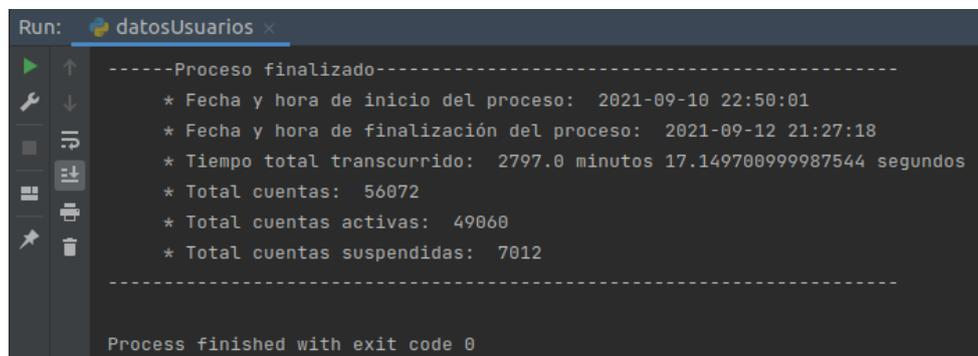 Run: datosUsuarios
------Proceso finalizado-----------------------------------------------
* Fecha y hora de inicio del proceso:  2021-09-10 22:50:01
* Fecha y hora de finalización del proceso:  2021-09-12 21:27:18
* Tiempo total transcurrido:  2797.0 minutos 17.149700999987544 segundos
* Total cuentas:  56072
* Total cuentas activas:  49060
* Total cuentas suspendidas:  7012
-----------------------------------------------------------------------
Process finished with exit code 0